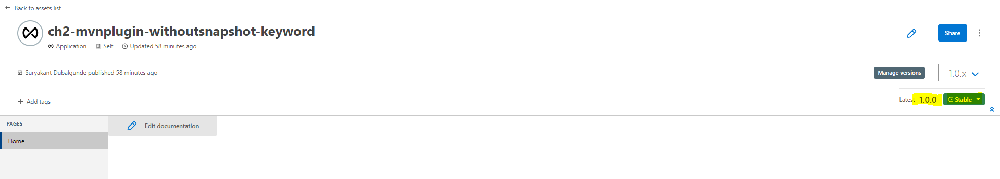 Back to assets list
ch2-mvnplugin-withoutsnapshot-keyword
Share
Application Self Updated 58 minutes ago
Suryakant Dubalgunde published 58 minutes ago
Manage versions
1.0.x
Add tags
Latest 1.0.0 Stable
PAGES
Edit documentation
Home